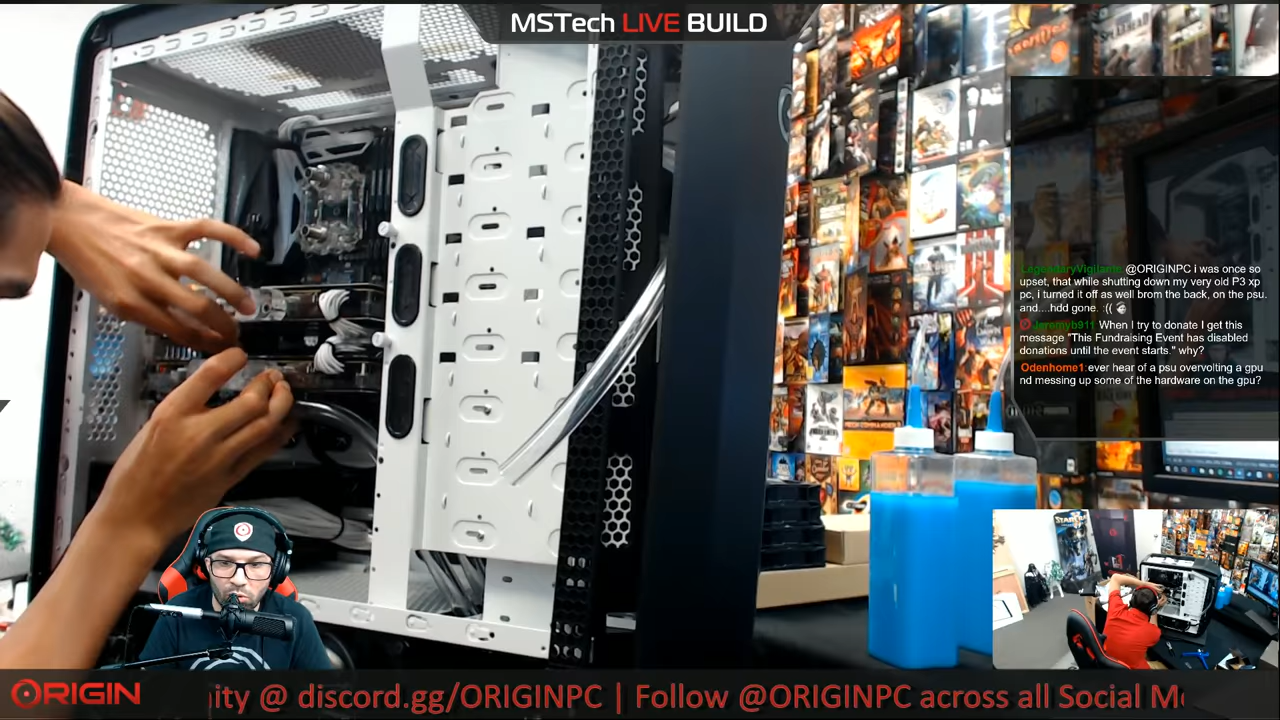 MSTech LIVE BUILD
LegendaryVigilante @ORIGINPC i was once so
upset, that while shutting down my very old P3 xp
pc, i turned it off as well brom the back, on the psu.
and....hdd gone. :((
Jeremyb911 When I try to donate I get this
message "This Fundraising Event has disabled
donations until the event starts." why?
Odenhome1: ever hear of a psu overvolting a gpu
nd messing up some of the hardware on the gpu?
ORIGIN
ity @ discord.gg/ORIGINPC | Follow @ORIGINPC across all Social M